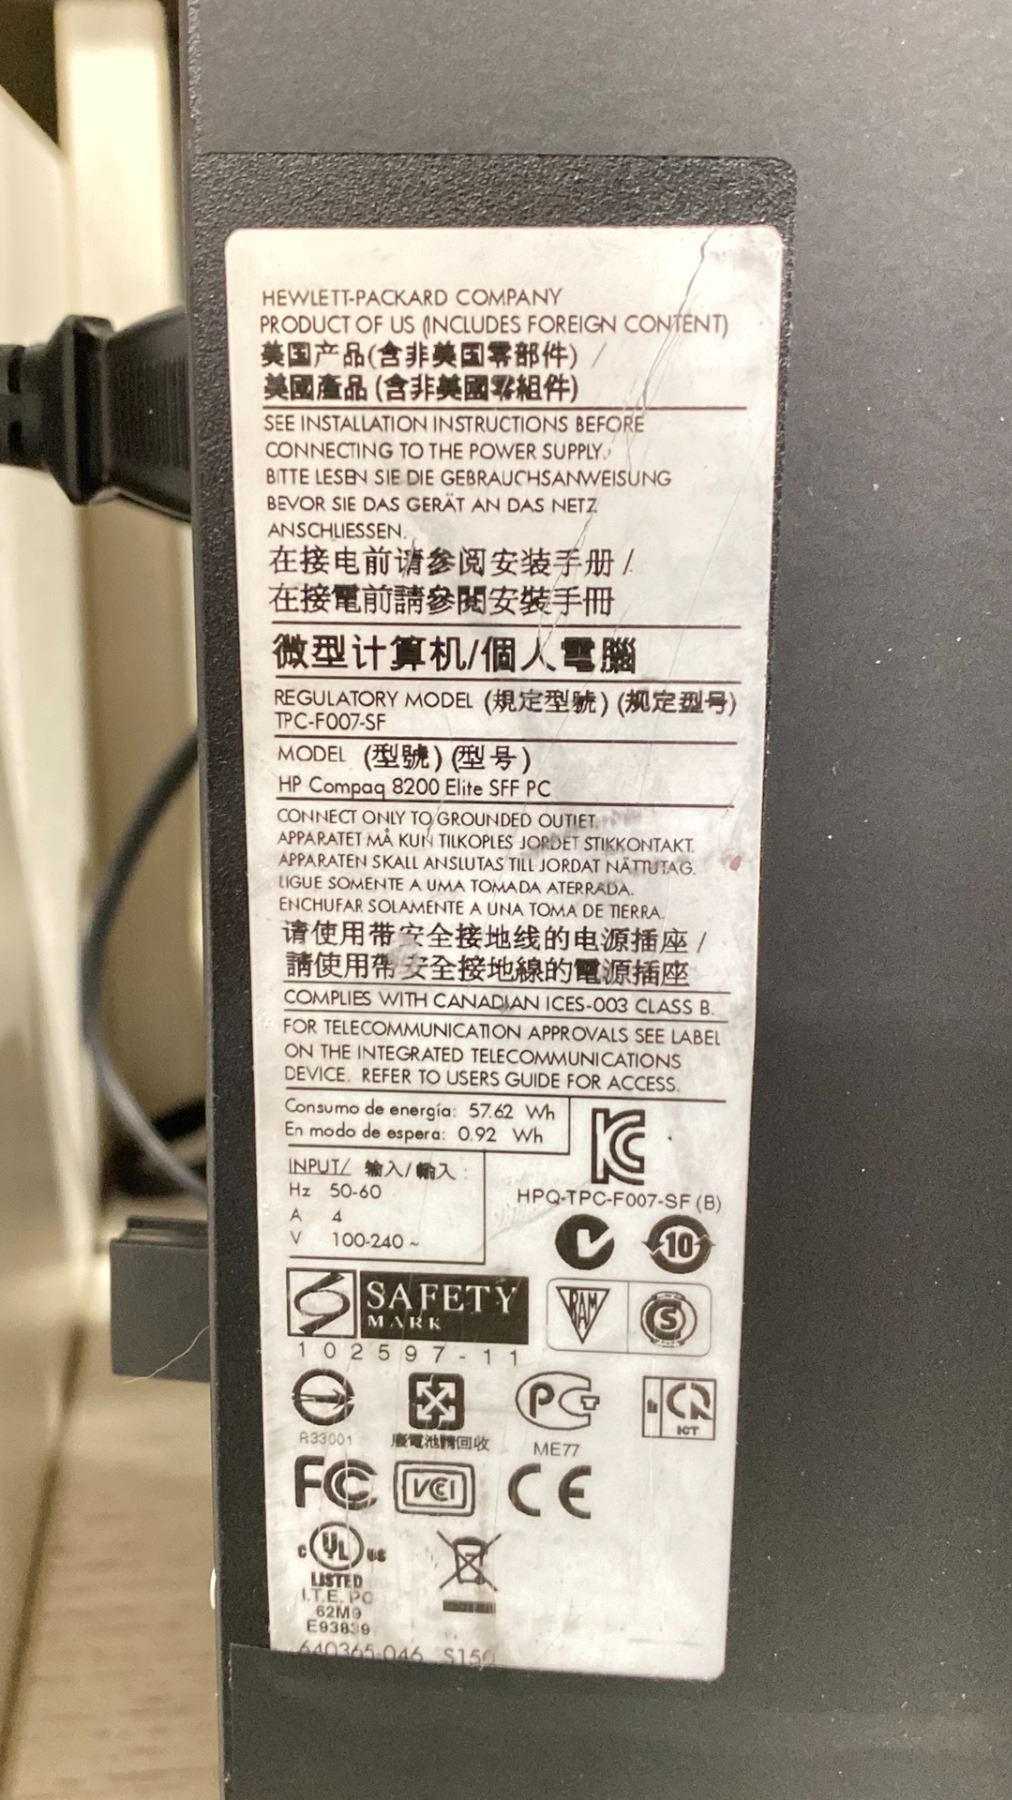 HEWLETT-PACKARD COMPANY
PRODUCT OF US (INCLUDES FOREIGN CONTENT)
美国产品(含非美国零部件) /
美國產品(含非美國零組件)
SEE INSTALLATION INSTRUCTIONS BEFORE
CONNECTING TO THE POWER SUPPLY.
BITTE LESEN SIE DIE GEBRAUCHSANWEISUNG
BEVOR SIE DAS GERÄT AN DAS NETZ
ANSCHLIESSEN.
在接电前请参阅安装手册 /
在接電前請參閱安裝手冊
微型计算机/個人電腦
REGULATORY MODEL (規定型號) (规定型号)
TPC-F007-SF
MODEL (型號) (型号)
HP Compaq 8200 Elite SFF PC
CONNECT ONLY TO GROUNDED OUTLET.
APPARATET MÅ KUN TILKOPLES JORDET STIKKONTAKT.
APPARATEN SKALL ANSLUTAS TILL JORDAT NÄTTUTAG.
LIGUE SOMENTE A UMA TOMADA ATERRADA.
ENCHUFAR SOLAMENTE A UNA TOMA DE TIERRA.
请使用带安全接地线的电源插座 /
請使用帶安全接地線的電源插座
COMPLIES WITH CANADIAN ICES-003 CLASS B.
FOR TELECOMMUNICATION APPROVALS SEE LABEL
ON THE INTEGRATED TELECOMMUNICATIONS
DEVICE. REFER TO USERS GUIDE FOR ACCESS.
Consumo de energía: 57.62 Wh
En modo de espera: 0.92 Wh
INPUT/ 输入/輸入 :
Hz 50-60
A 4
V 100-240 ~
HPQ-TPC-F007-SF (B)
10
SAFETY
MARK
102597-11
RAM
S
R33001
廢電池請回收
ME77
ICT
FC
VCI
CE
c UL us
LISTED
I.T.E. PC
62M9
E93839
640365-046 S15